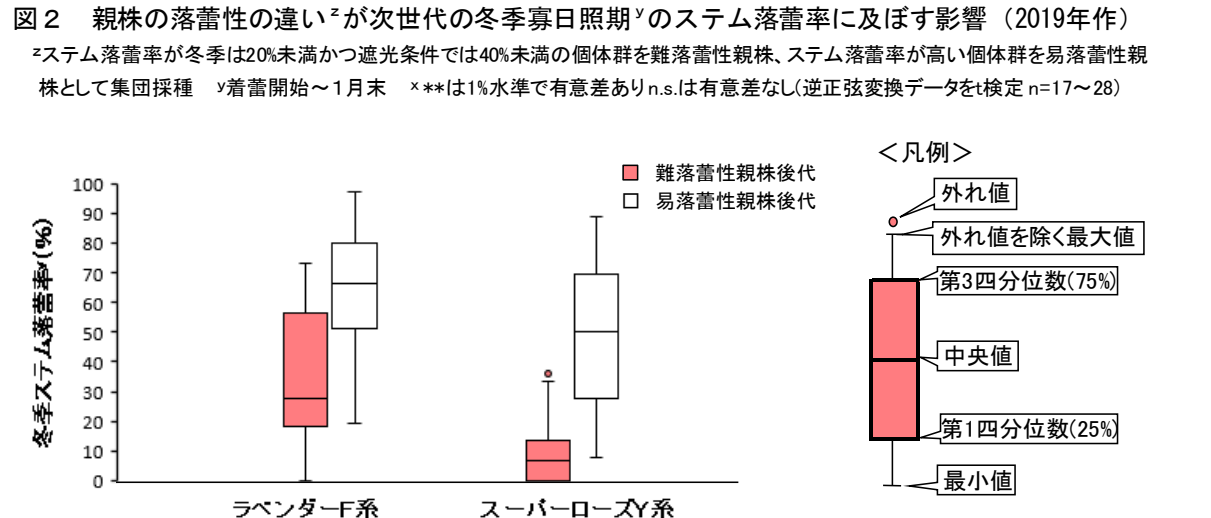 図２　親株の落蕾性の違いᶻが次世代の冬季寡日照期ʸのステム落蕾率に及ぼす影響（2019年作）
ᶻステム落蕾率が冬季は20%未満かつ遮光条件では40%未満の個体群を難落蕾性親株、ステム落蕾率が高い個体群を易落蕾性親
株として集団採種　ʸ着蕾開始～１月末　ˣ**は1%水準で有意差ありn.s.は有意差なし(逆正弦変換データをt検定 n=17～28)
＜凡例＞
難落蕾性親株後代
易落蕾性親株後代
外れ値
外れ値を除く最大値
第3四分位数(75%)
中央値
第1四分位数(25%)
最小値
冬季ステム落蕾率ˣ(%)
100
90
80
70
60
50
40
30
20
10
0
ラベンダーF系
スーパーローズY系